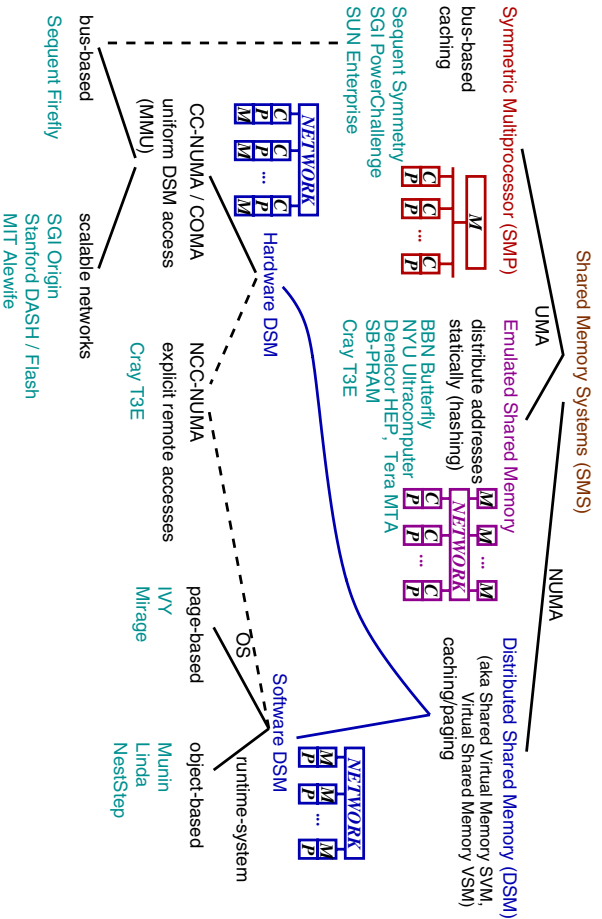 Shared Memory Systems (SMS)
UMA
NUMA
Symmetric Multiprocessor (SMP)
bus-based
caching
M
C C ... C
P P P
Sequent Symmetry
SGI PowerChallenge
SUN Enterprise
Emulated Shared Memory
distribute addresses
statically (hashing)
M M ... M
NETWORK
C C ... C
P P P
BBN Butterfly
NYU Ultracomputer
Denelcor HEP, Tera MTA
SB-PRAM
Cray T3E
Distributed Shared Memory (DSM)
(aka Shared Virtual Memory SVM,
Virtual Shared Memory VSM)
caching/paging
Hardware DSM
NETWORK
C C C
P P ... P
M M M
CC-NUMA / COMA
uniform DSM access
(MMU)
bus-based
Sequent Firefly
scalable networks
SGI Origin
Stanford DASH / Flash
MIT Alewife
NCC-NUMA
explicit remote accesses
Cray T3E
Software DSM
NETWORK
M M ... M
P P P
OS
runtime-system
page-based
IVY
Mirage
object-based
Munin
Linda
NestStep